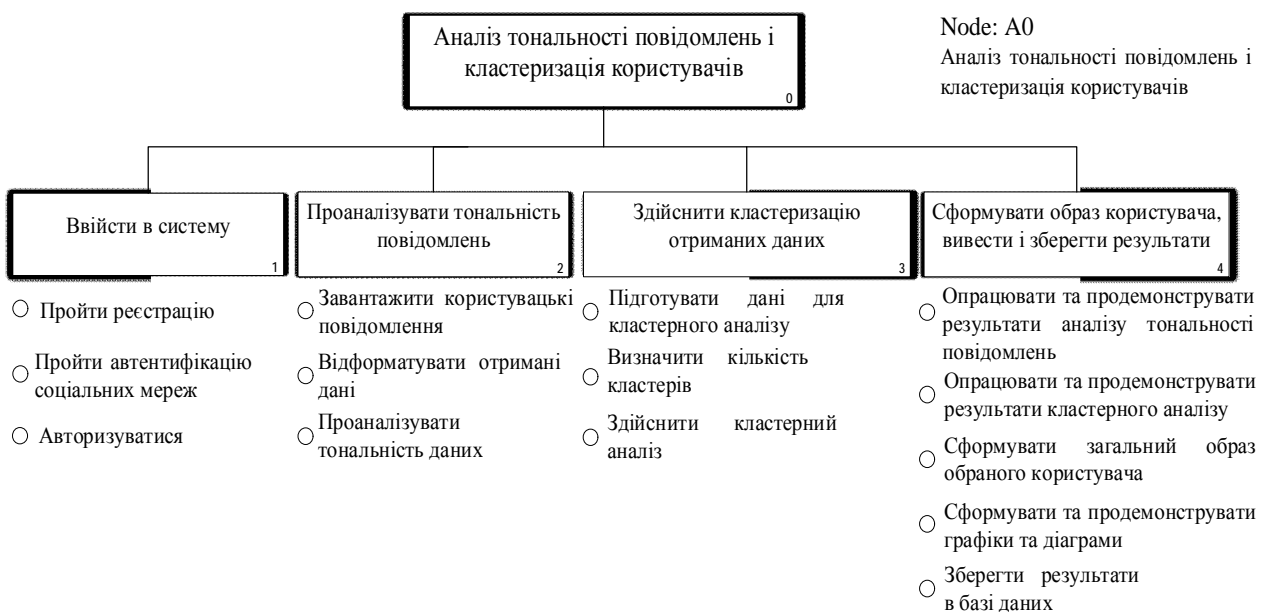 Аналіз тональності повідомлень і
кластеризація користувачів
0
Node: A0
Аналіз тональності повідомлень і
кластеризація користувачів
Ввійсти в систему
1
Пройти реєстрацію
Пройти автентифікацію
соціальних мереж
Авторизуватися
Проаналізувати тональність
повідомлень
2
Завантажити користувацькі
повідомлення
Відформатувати отримані
дані
Проаналізувати
тональність даних
Здійснити кластеризацію
отриманих даних
3
Підготувати дані для
кластерного аналізу
Визначити кількість
кластерів
Здійснити кластерний
аналіз
Сформувати образ користувача,
вивести і зберегти результати
4
Опрацювати та продемонструвати
результати аналізу тональності
повідомлень
Опрацювати та продемонструвати
результати кластерного аналізу
Сформувати загальний образ
обраного користувача
Сформувати та продемонструвати
графіки та діаграми
Зберегти результати
в базі даних